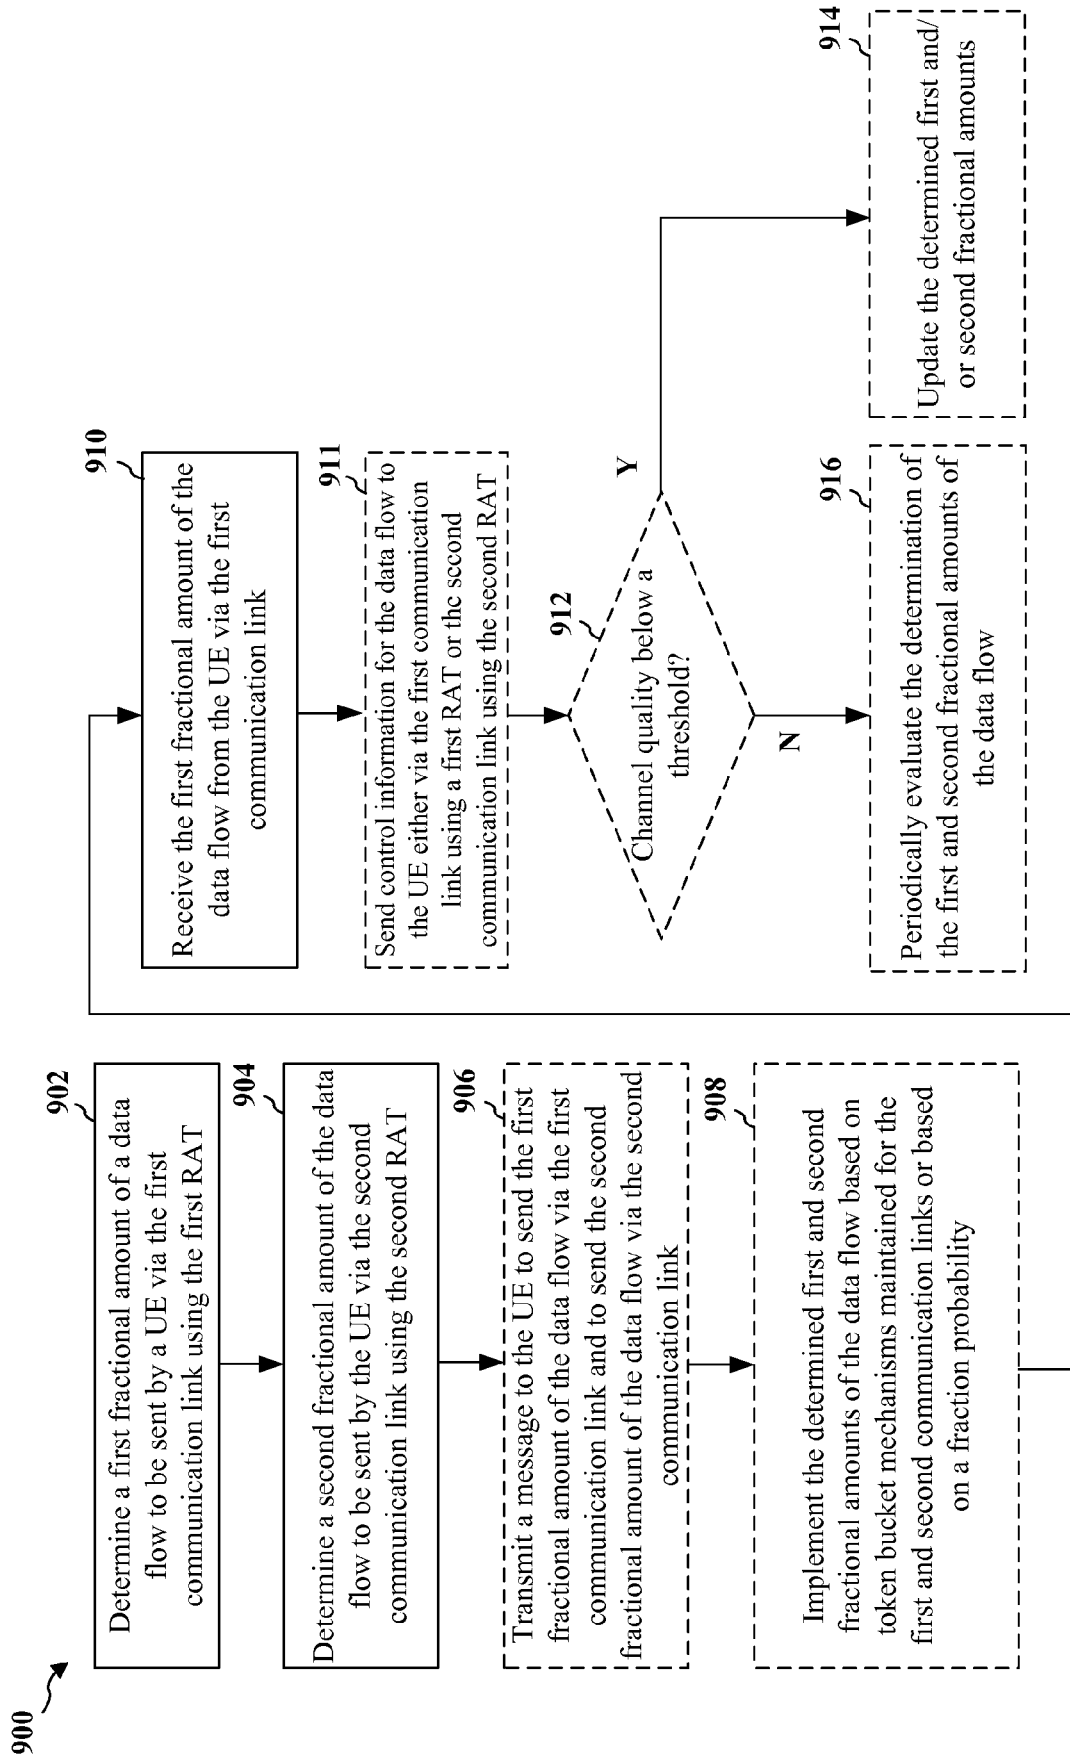 900
902
Determine a first fractional amount of a data
flow to be sent by a UE via the first
communication link using the first RAT
904
Determine a second fractional amount of the data
flow to be sent by the UE via the second
communication link using the second RAT
906
Transmit a message to the UE to send the first
fractional amount of the data flow via the first
communication link and to send the second
fractional amount of the data flow via the second
communication link
908
Implement the determined first and second
fractional amounts of the data flow based on
token bucket mechanisms maintained for the
first and second communication links or based
on a fraction probability
910
Receive the first fractional amount of the
data flow from the UE via the first
communication link
911
Send control information for the data flow to
the UE either via the first communication
link using a first RAT or the second
communication link using the second RAT
912
Channel quality below a
threshold?
Y
N
914
Update the determined first and/
or second fractional amounts
916
Periodically evaluate the determination of
the first and second fractional amounts of
the data flow